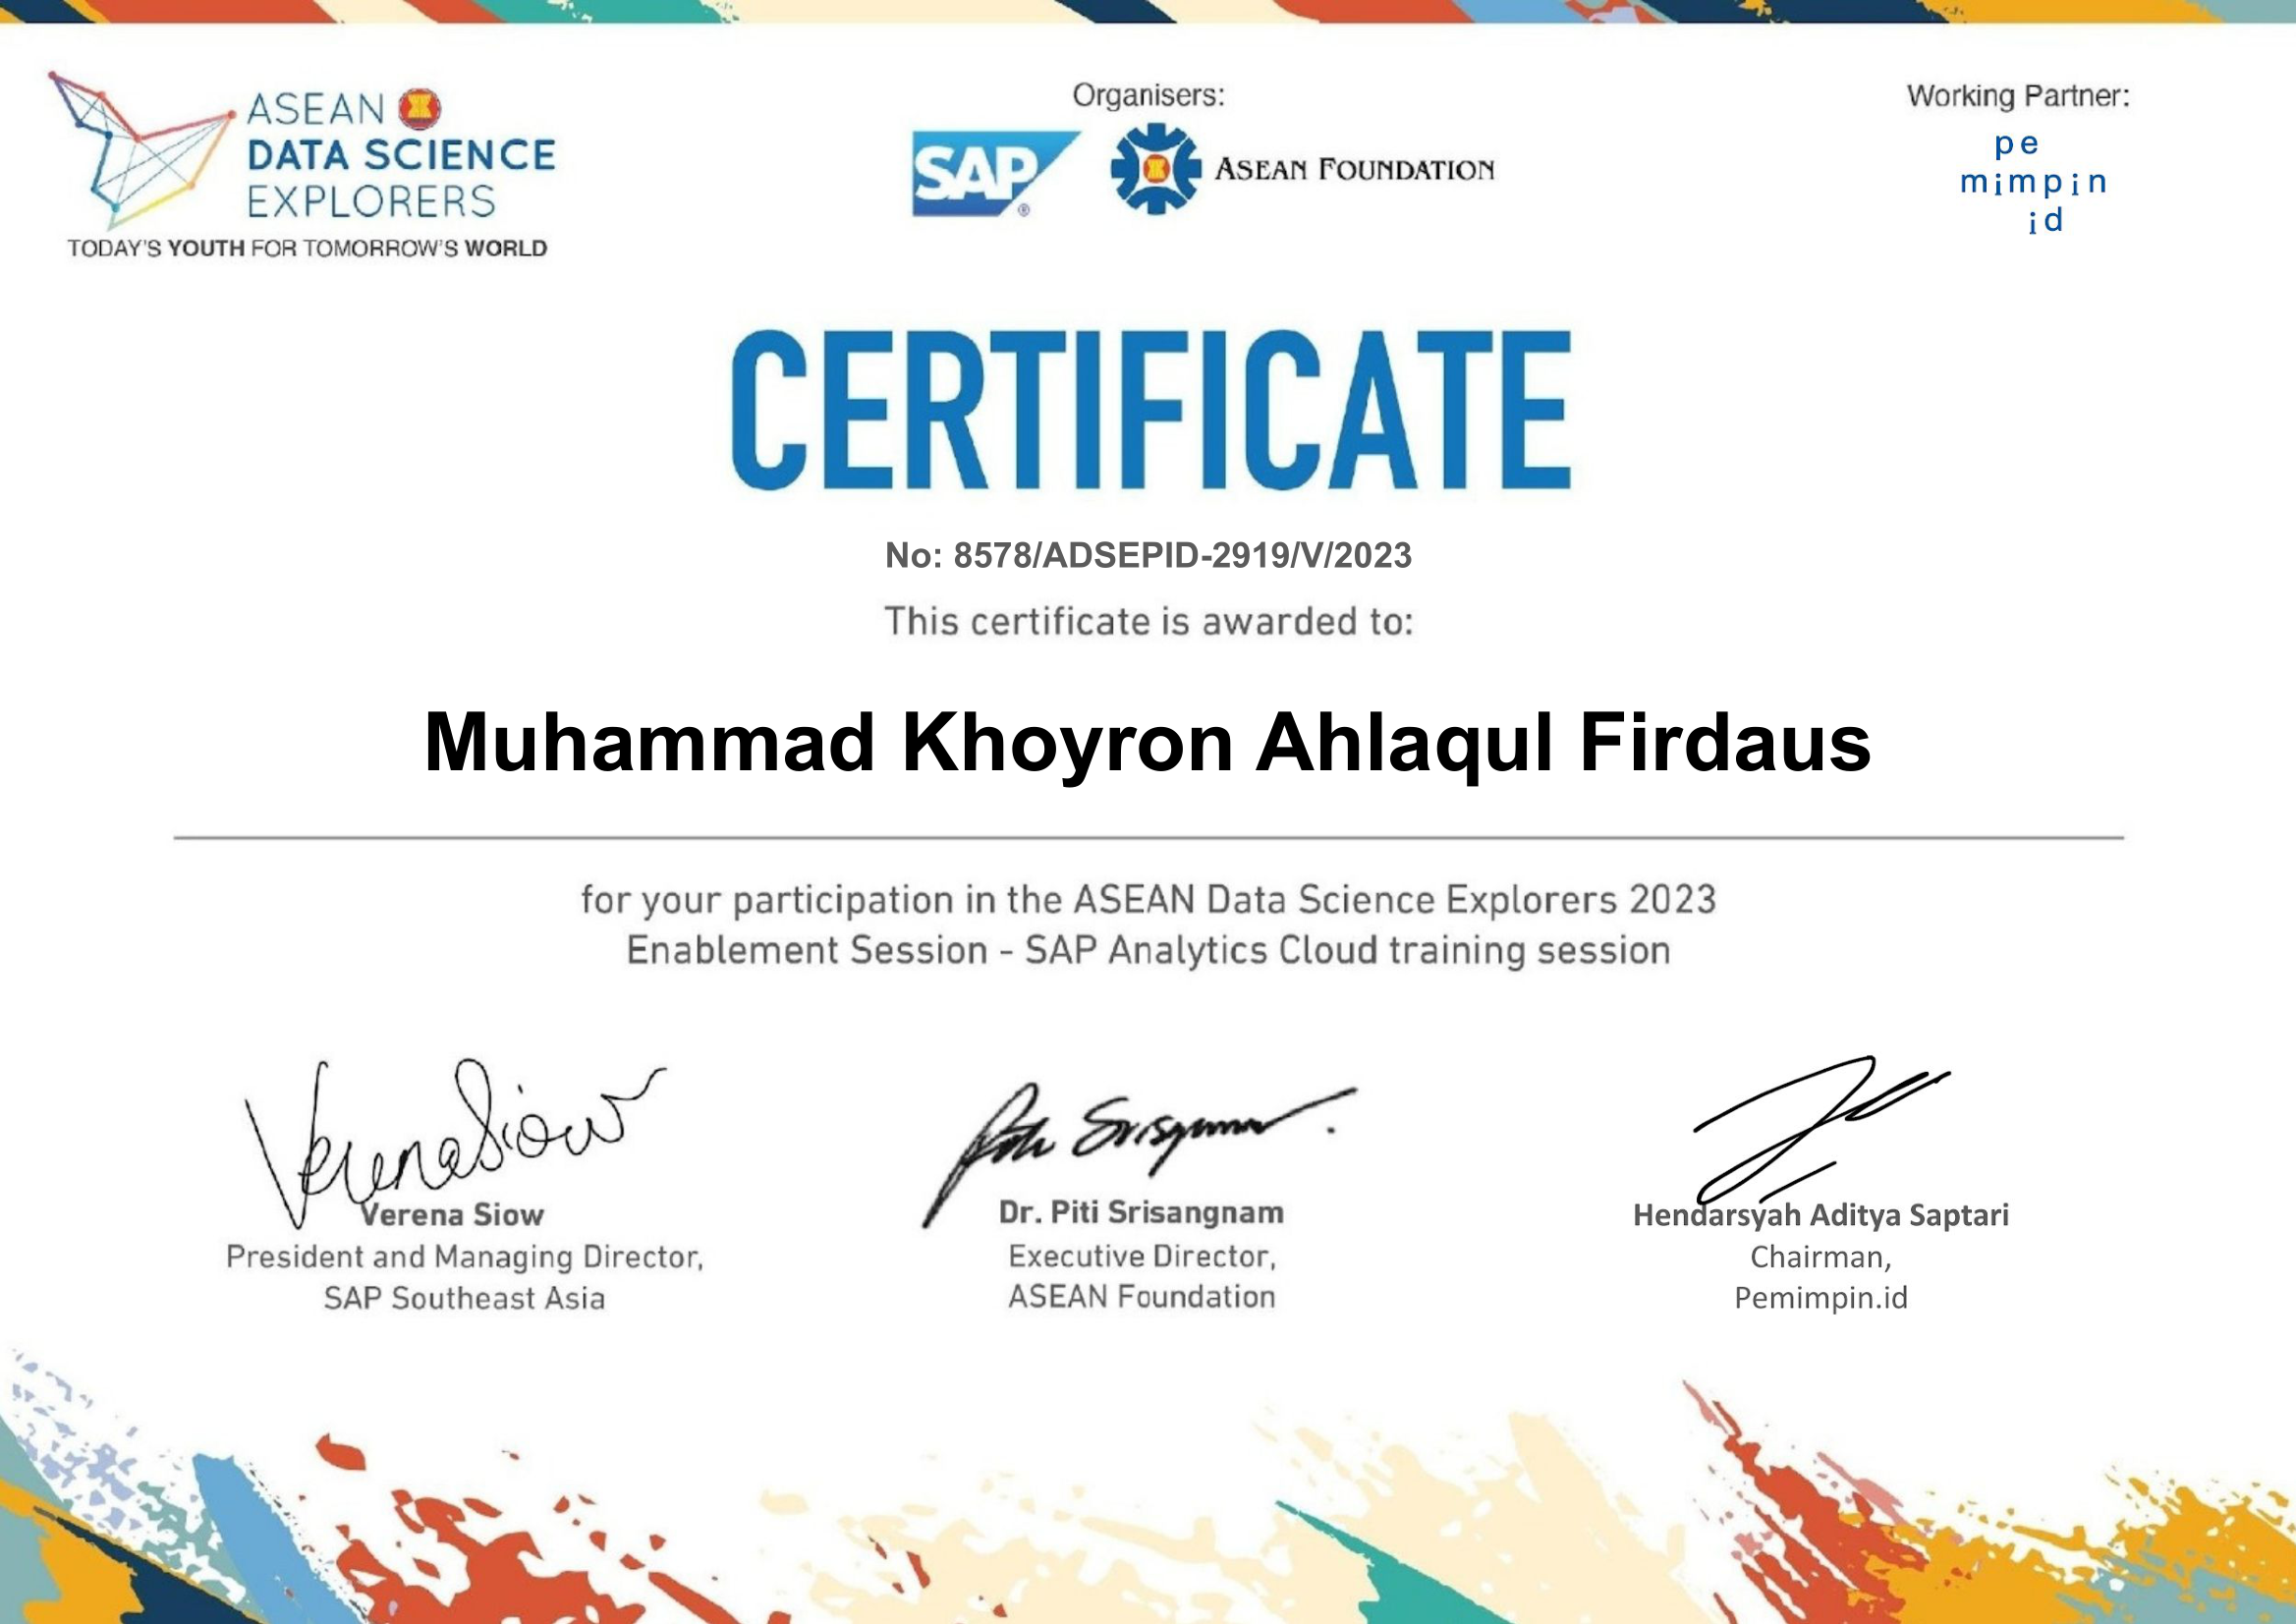 ASEAN
DATA SCIENCE
EXPLORERS
TODAY'S YOUTH FOR TOMORROW'S WORLD
Organisers:
SAP ®
ASEAN FOUNDATION
Working Partner:
pe
mimpin
id
CERTIFICATE
No: 8578/ADSEPID-2919/V/2023
This certificate is awarded to:
Muhammad Khoyron Ahlaqul Firdaus
for your participation in the ASEAN Data Science Explorers 2023
Enablement Session - SAP Analytics Cloud training session
Verena Siow
Verena Siow
President and Managing Director,
SAP Southeast Asia
Dr. Piti Srisangnam
Executive Director,
ASEAN Foundation
Hendarsyah Aditya Saptari
Chairman,
Pemimpin.id